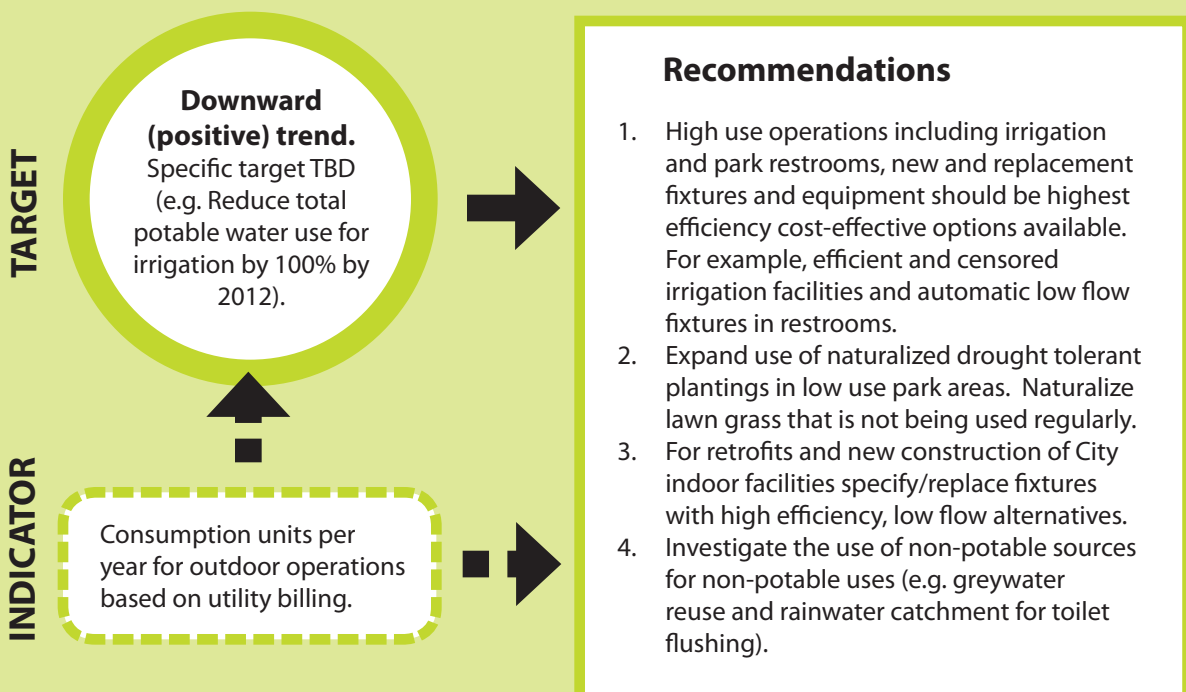 TARGET
Downward
(positive) trend.
Specific target TBD
(e.g. Reduce total
potable water use for
irrigation by 100% by
2012).
INDICATOR
Consumption units per
year for outdoor operations
based on utility billing.
Recommendations
1. High use operations including irrigation
and park restrooms, new and replacement
fixtures and equipment should be highest
efficiency cost-effective options available.
For example, efficient and censored
irrigation facilities and automatic low flow
fixtures in restrooms.
2. Expand use of naturalized drought tolerant
plantings in low use park areas. Naturalize
lawn grass that is not being used regularly.
3. For retrofits and new construction of City
indoor facilities specify/replace fixtures
with high efficiency, low flow alternatives.
4. Investigate the use of non-potable sources
for non-potable uses (e.g. greywater
reuse and rainwater catchment for toilet
flushing).